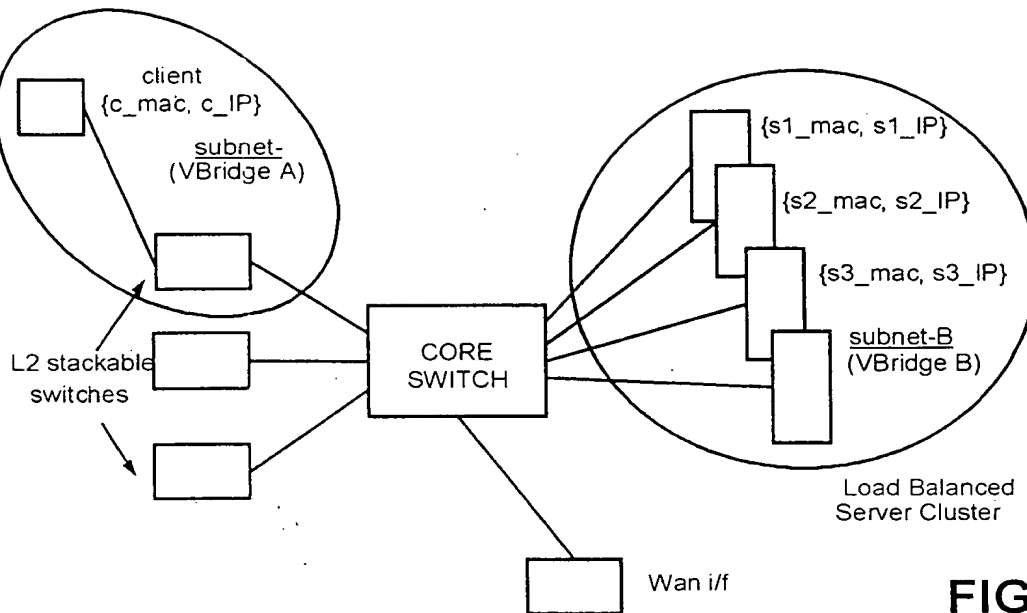 client
{c_mac, c_IP}
subnet-
(VBridge A)
{s1_mac, s1_IP}
{s2_mac, s2_IP}
{s3_mac, s3_IP}
subnet-B
(VBridge B)
L2 stackable
switches
CORE
SWITCH
Load Balanced
Server Cluster
Wan i/f
FIG